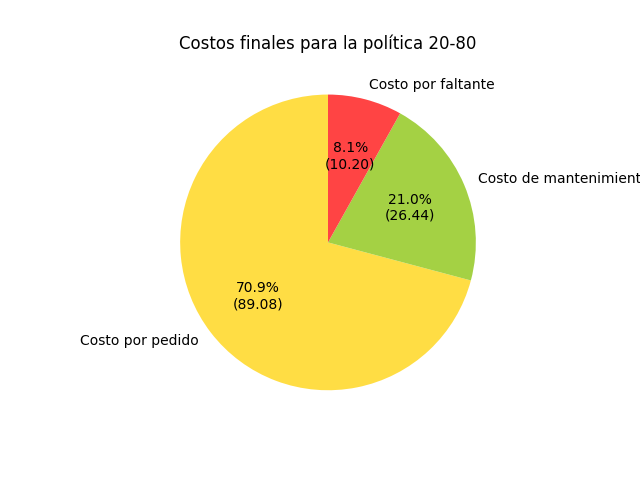 Costos finales para la política 20-80
Costo por faltante
8.1%
(10.20)
Costo de mantenimient
21.0%
(26.44)
70.9%
(89.08)
Costo por pedido